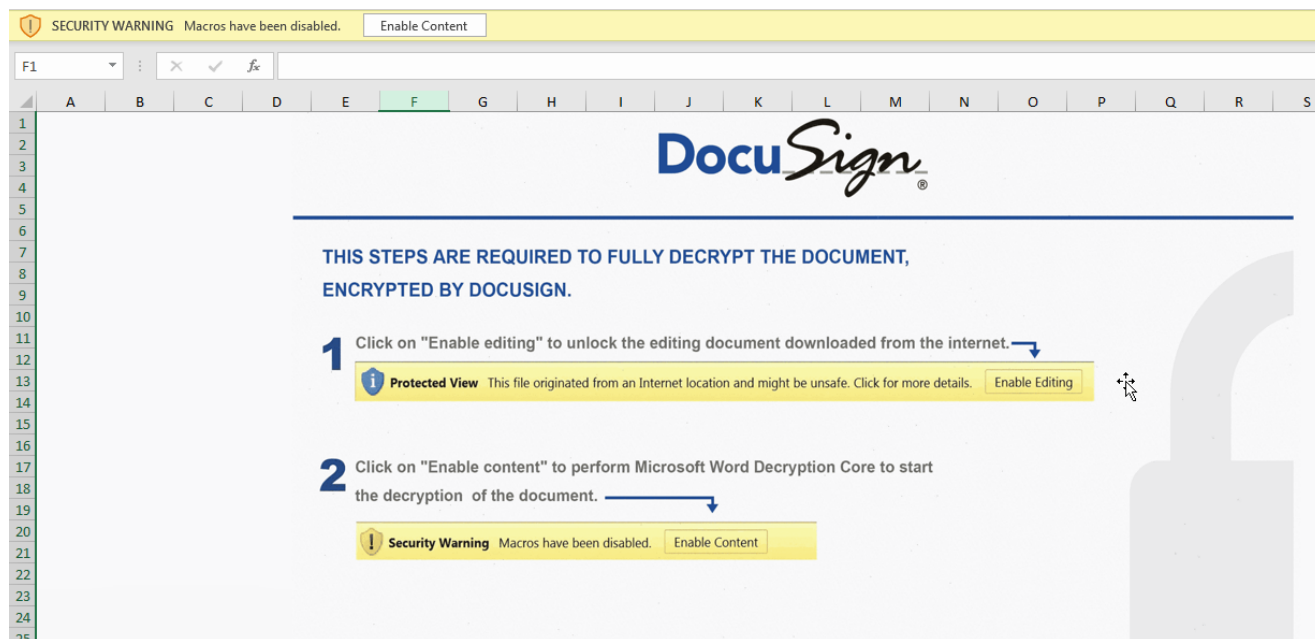 SECURITY WARNING Macros have been disabled. Enable Content
F1 fx
A B C D E F G H I J K L M N O P Q R S
1
2
3
4
5
6
7
8
9
10
11
12
13
14
15
16
17
18
19
20
21
22
23
24
25
DocuSign®
THIS STEPS ARE REQUIRED TO FULLY DECRYPT THE DOCUMENT,
ENCRYPTED BY DOCUSIGN.
1 Click on "Enable editing" to unlock the editing document downloaded from the internet.
Protected View This file originated from an Internet location and might be unsafe. Click for more details. Enable Editing
2 Click on "Enable content" to perform Microsoft Word Decryption Core to start
the decryption of the document.
Security Warning Macros have been disabled. Enable Content